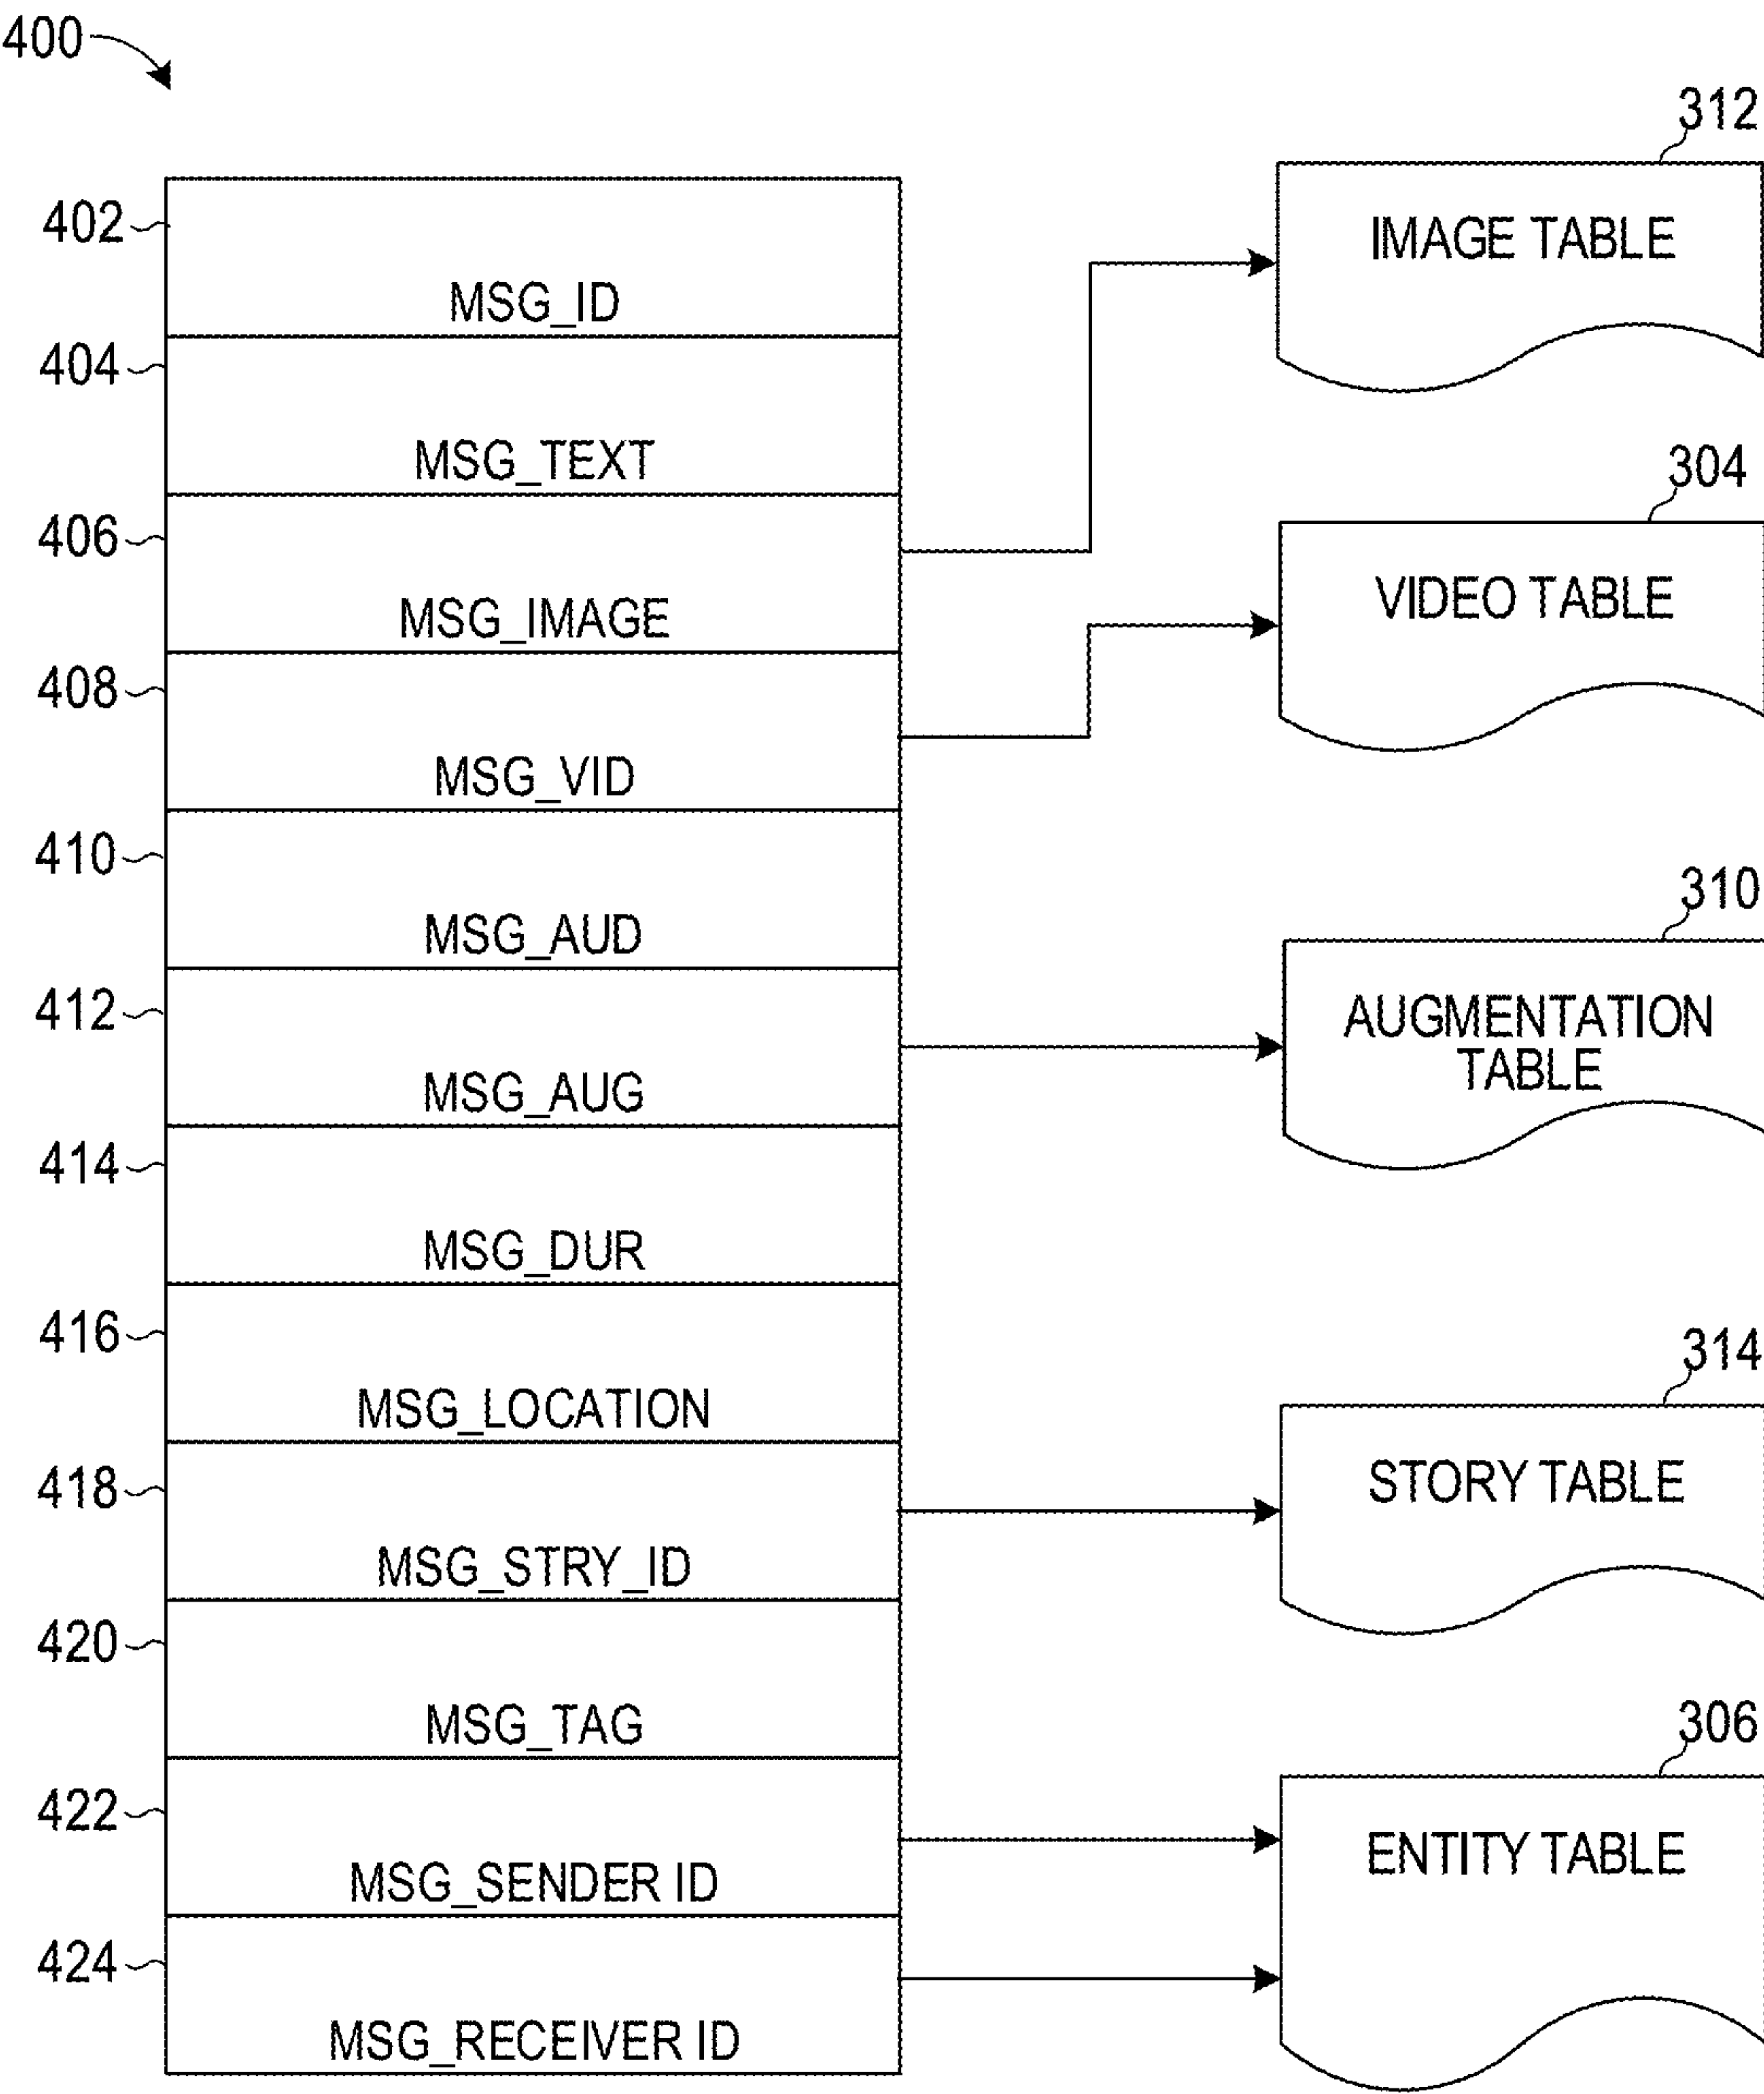 400
402
MSG_ID
404
MSG_TEXT
406
MSG_IMAGE
408
MSG_VID
410
MSG_AUD
412
MSG_AUG
414
MSG_DUR
416
MSG_LOCATION
418
MSG_STRY_ID
420
MSG_TAG
422
MSG_SENDER ID
424
MSG_RECEIVER ID
312
IMAGE TABLE
304
VIDEO TABLE
310
AUGMENTATION
TABLE
314
STORY TABLE
306
ENTITY TABLE